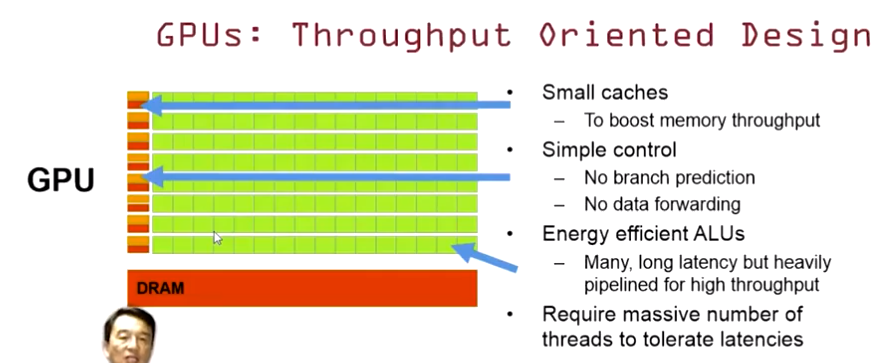 GPUs: Throughput Oriented Design
GPU
DRAM
• Small caches
– To boost memory throughput
• Simple control
– No branch prediction
– No data forwarding
• Energy efficient ALUs
– Many, long latency but heavily
pipelined for high throughput
• Require massive number of
threads to tolerate latencies